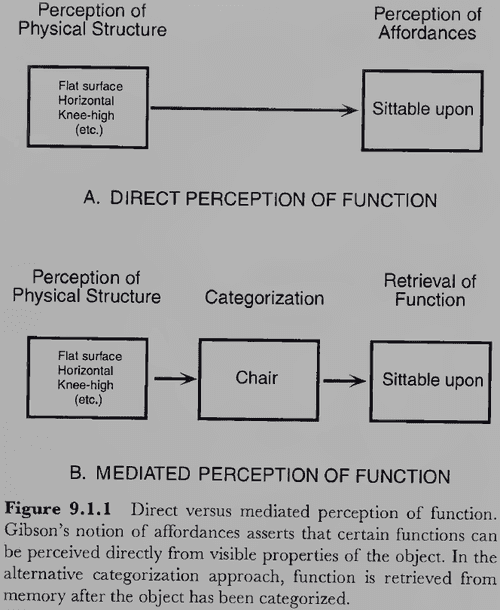 Perception of
Physical Structure
Perception of
Affordances
Flat surface
Horizontal
Knee-high
(etc.)
Sittable upon
A. DIRECT PERCEPTION OF FUNCTION
Perception of
Physical Structure
Categorization
Retrieval of
Function
Flat surface
Horizontal
Knee-high
(etc.)
Chair
Sittable upon
B. MEDIATED PERCEPTION OF FUNCTION
Figure 9.1.1 Direct versus mediated perception of function.
Gibson's notion of affordances asserts that certain functions can
be perceived directly from visible properties of the object. In the
alternative categorization approach, function is retrieved from
memory after the object has been categorized.